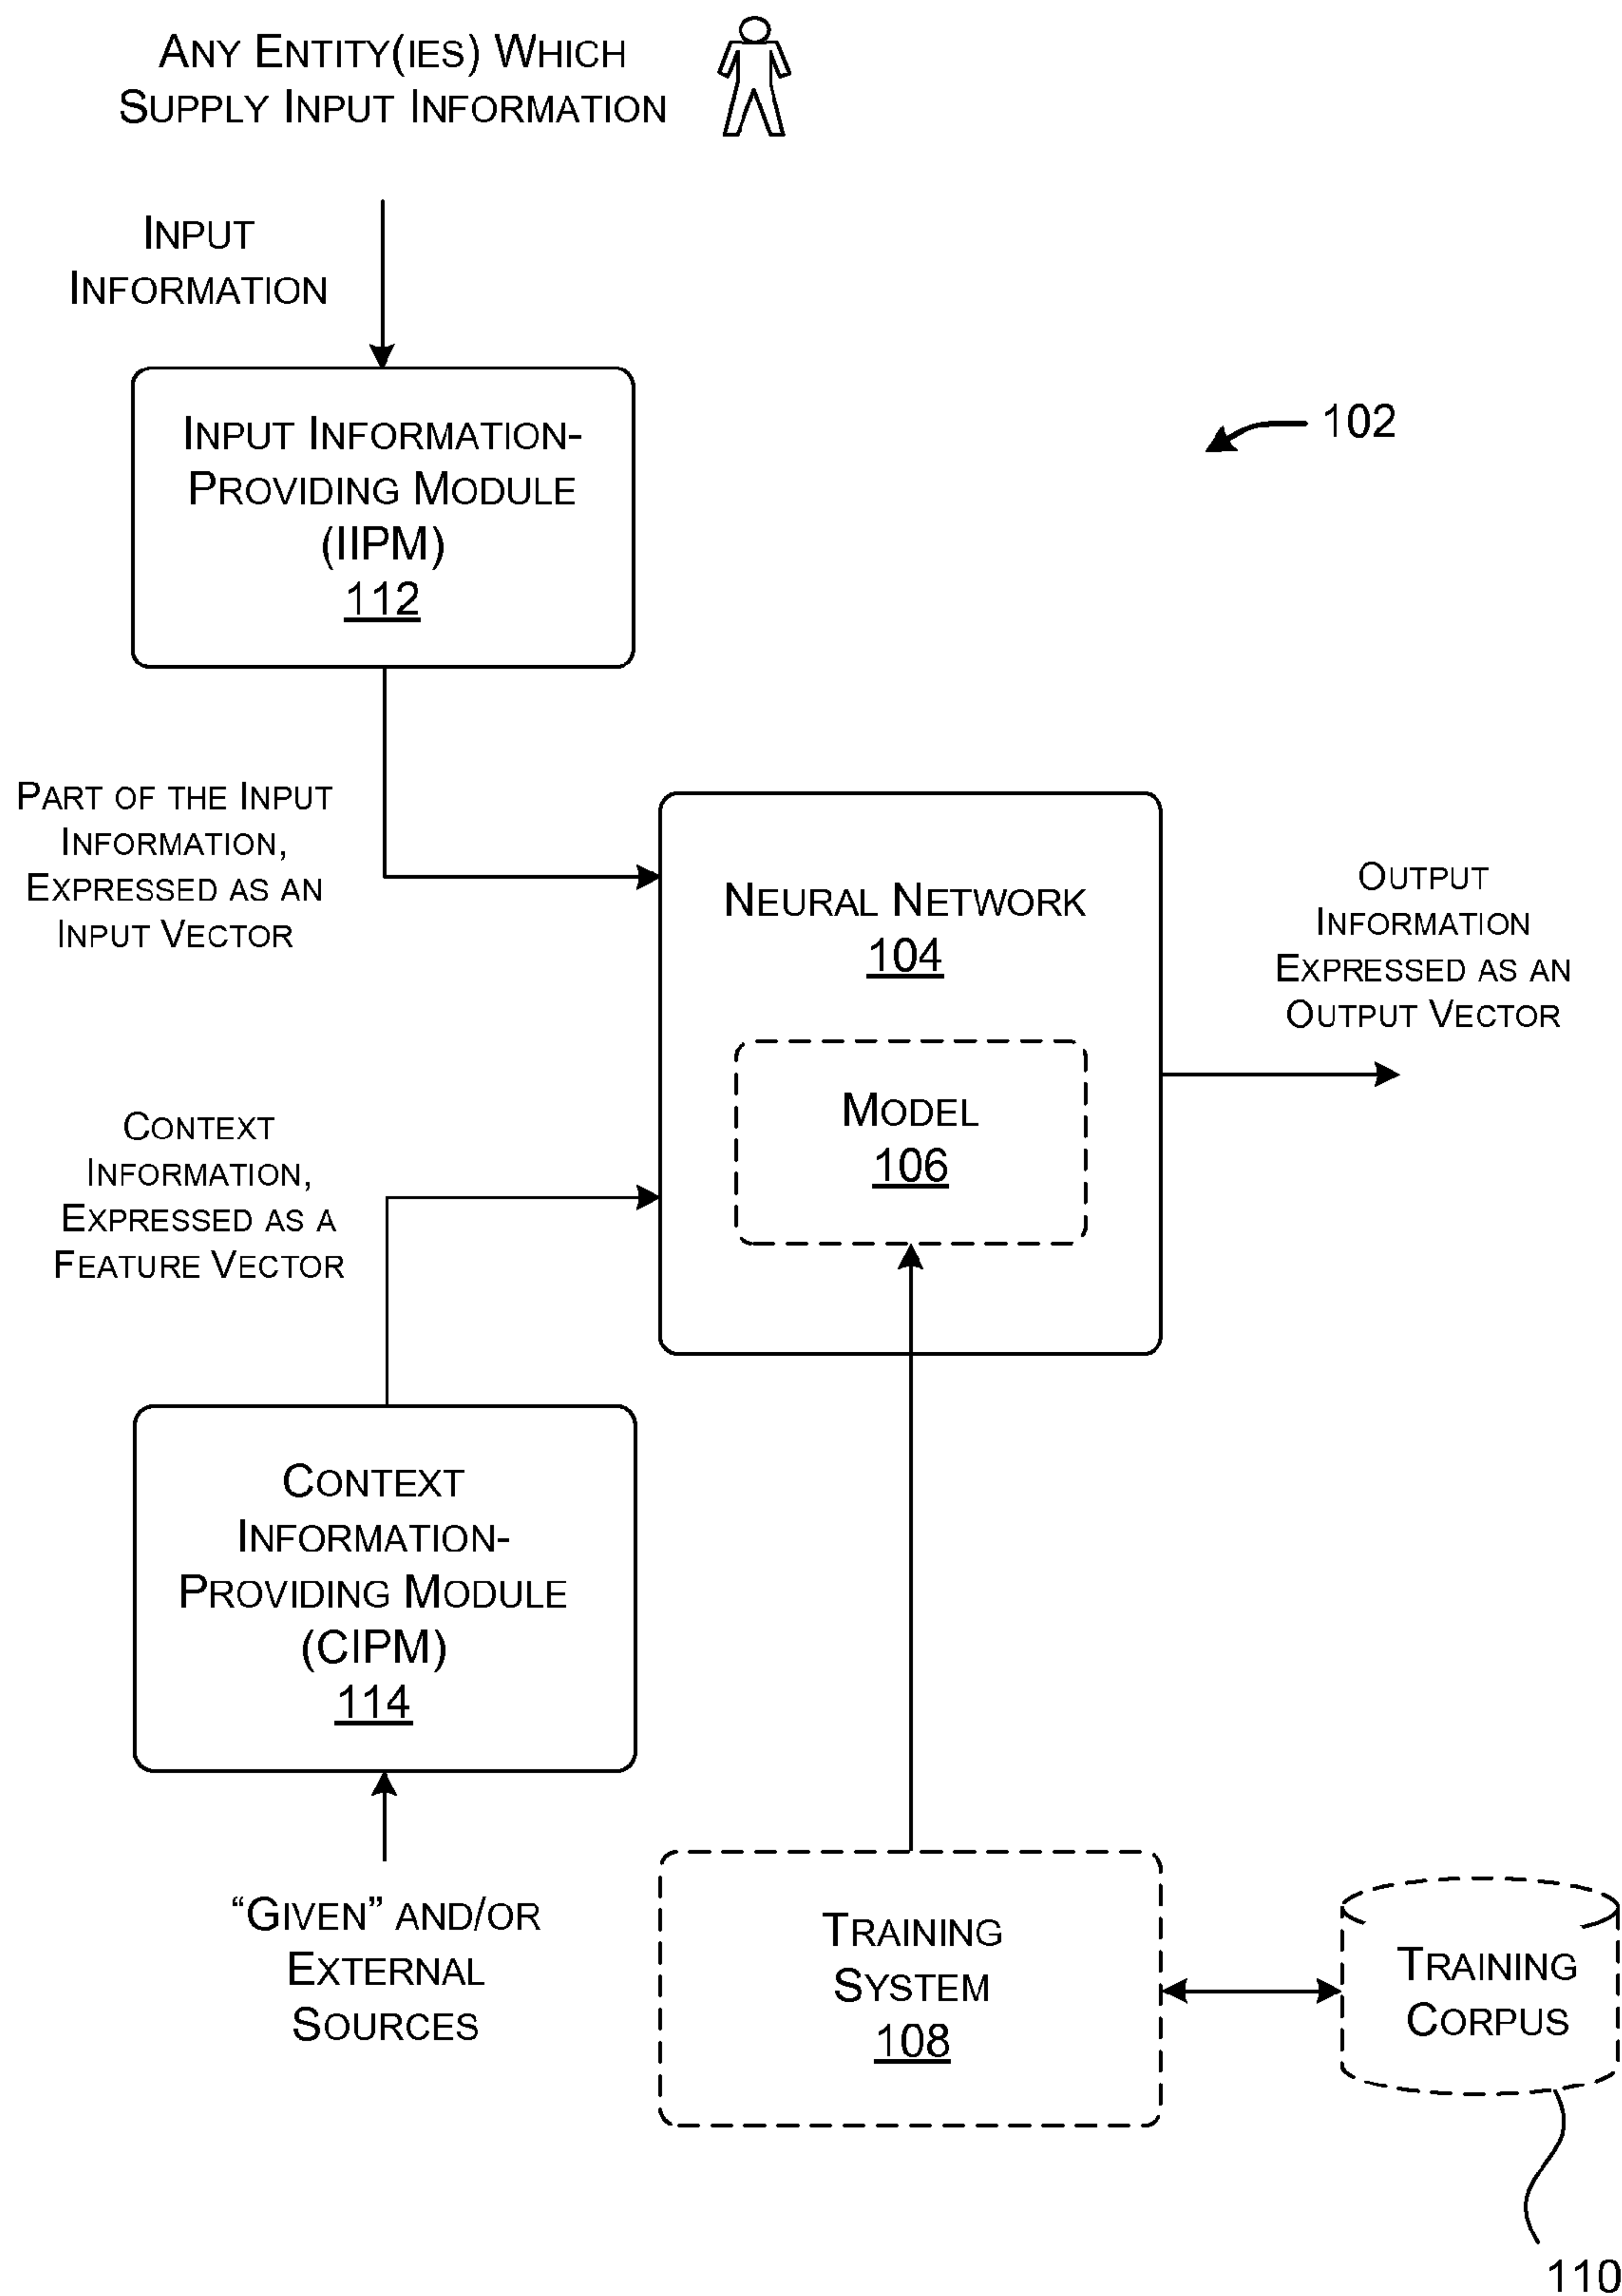 ANY ENTITY(IES) WHICH
SUPPLY INPUT INFORMATION
INPUT
INFORMATION
INPUT INFORMATION-
PROVIDING MODULE
(IIPM)
112
102
PART OF THE INPUT
INFORMATION,
EXPRESSED AS AN
INPUT VECTOR
NEURAL NETWORK
104
MODEL
106
OUTPUT
INFORMATION
EXPRESSED AS AN
OUTPUT VECTOR
CONTEXT
INFORMATION,
EXPRESSED AS A
FEATURE VECTOR
CONTEXT
INFORMATION-
PROVIDING MODULE
(CIPM)
114
“GIVEN” AND/OR
EXTERNAL
SOURCES
TRAINING
SYSTEM
108
TRAINING
CORPUS
110